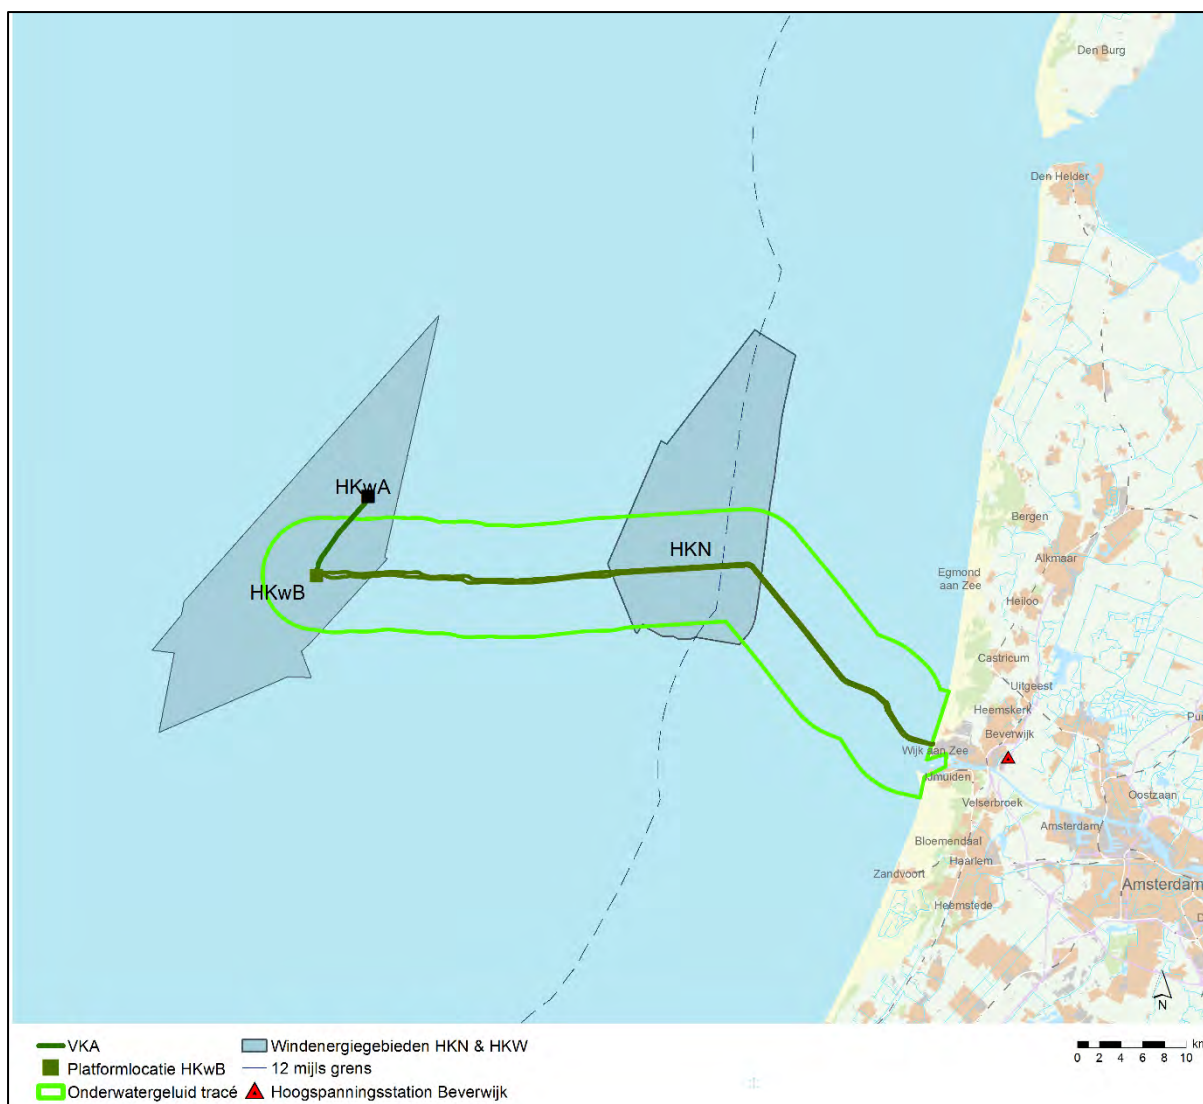 Den Burg
Den Helder
HKwA
Bergen
HKN
Alkmaar
Egmond
aan Zee
HKwB
Heiloo
Castricum
Uitgeest
Heemskerk
Beverwijk
Wijk aan Zee
IJmuiden
Velserbroek
Oostzaan
Amsterdam
Bloemendaal
Haarlem
Zandvoort
Amsterdam
Heemstede
N
VKA
Windenergiegebieden HKN & HKW
km
Platformlocatie HKwB
12 mijls grens
0 2 4 6 8 10
Onderwatergeluid tracé
Hoogspanningsstation Beverwijk